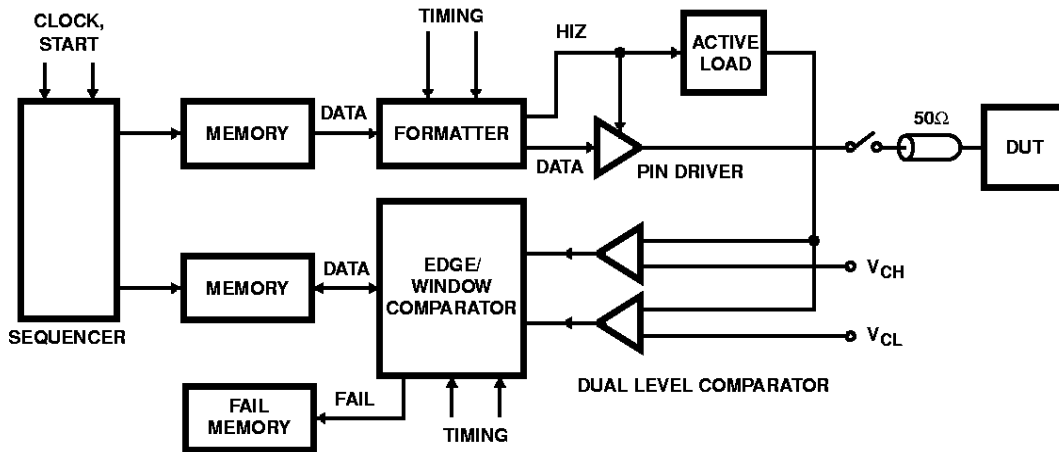 CLOCK,
START
TIMING
HIZ
ACTIVE
LOAD
MEMORY
DATA
FORMATTER
DATA
PIN DRIVER
50Ω
DUT
SEQUENCER
MEMORY
DATA
EDGE/
WINDOW
COMPARATOR
VCH
VCL
DUAL LEVEL COMPARATOR
FAIL
MEMORY
FAIL
TIMING